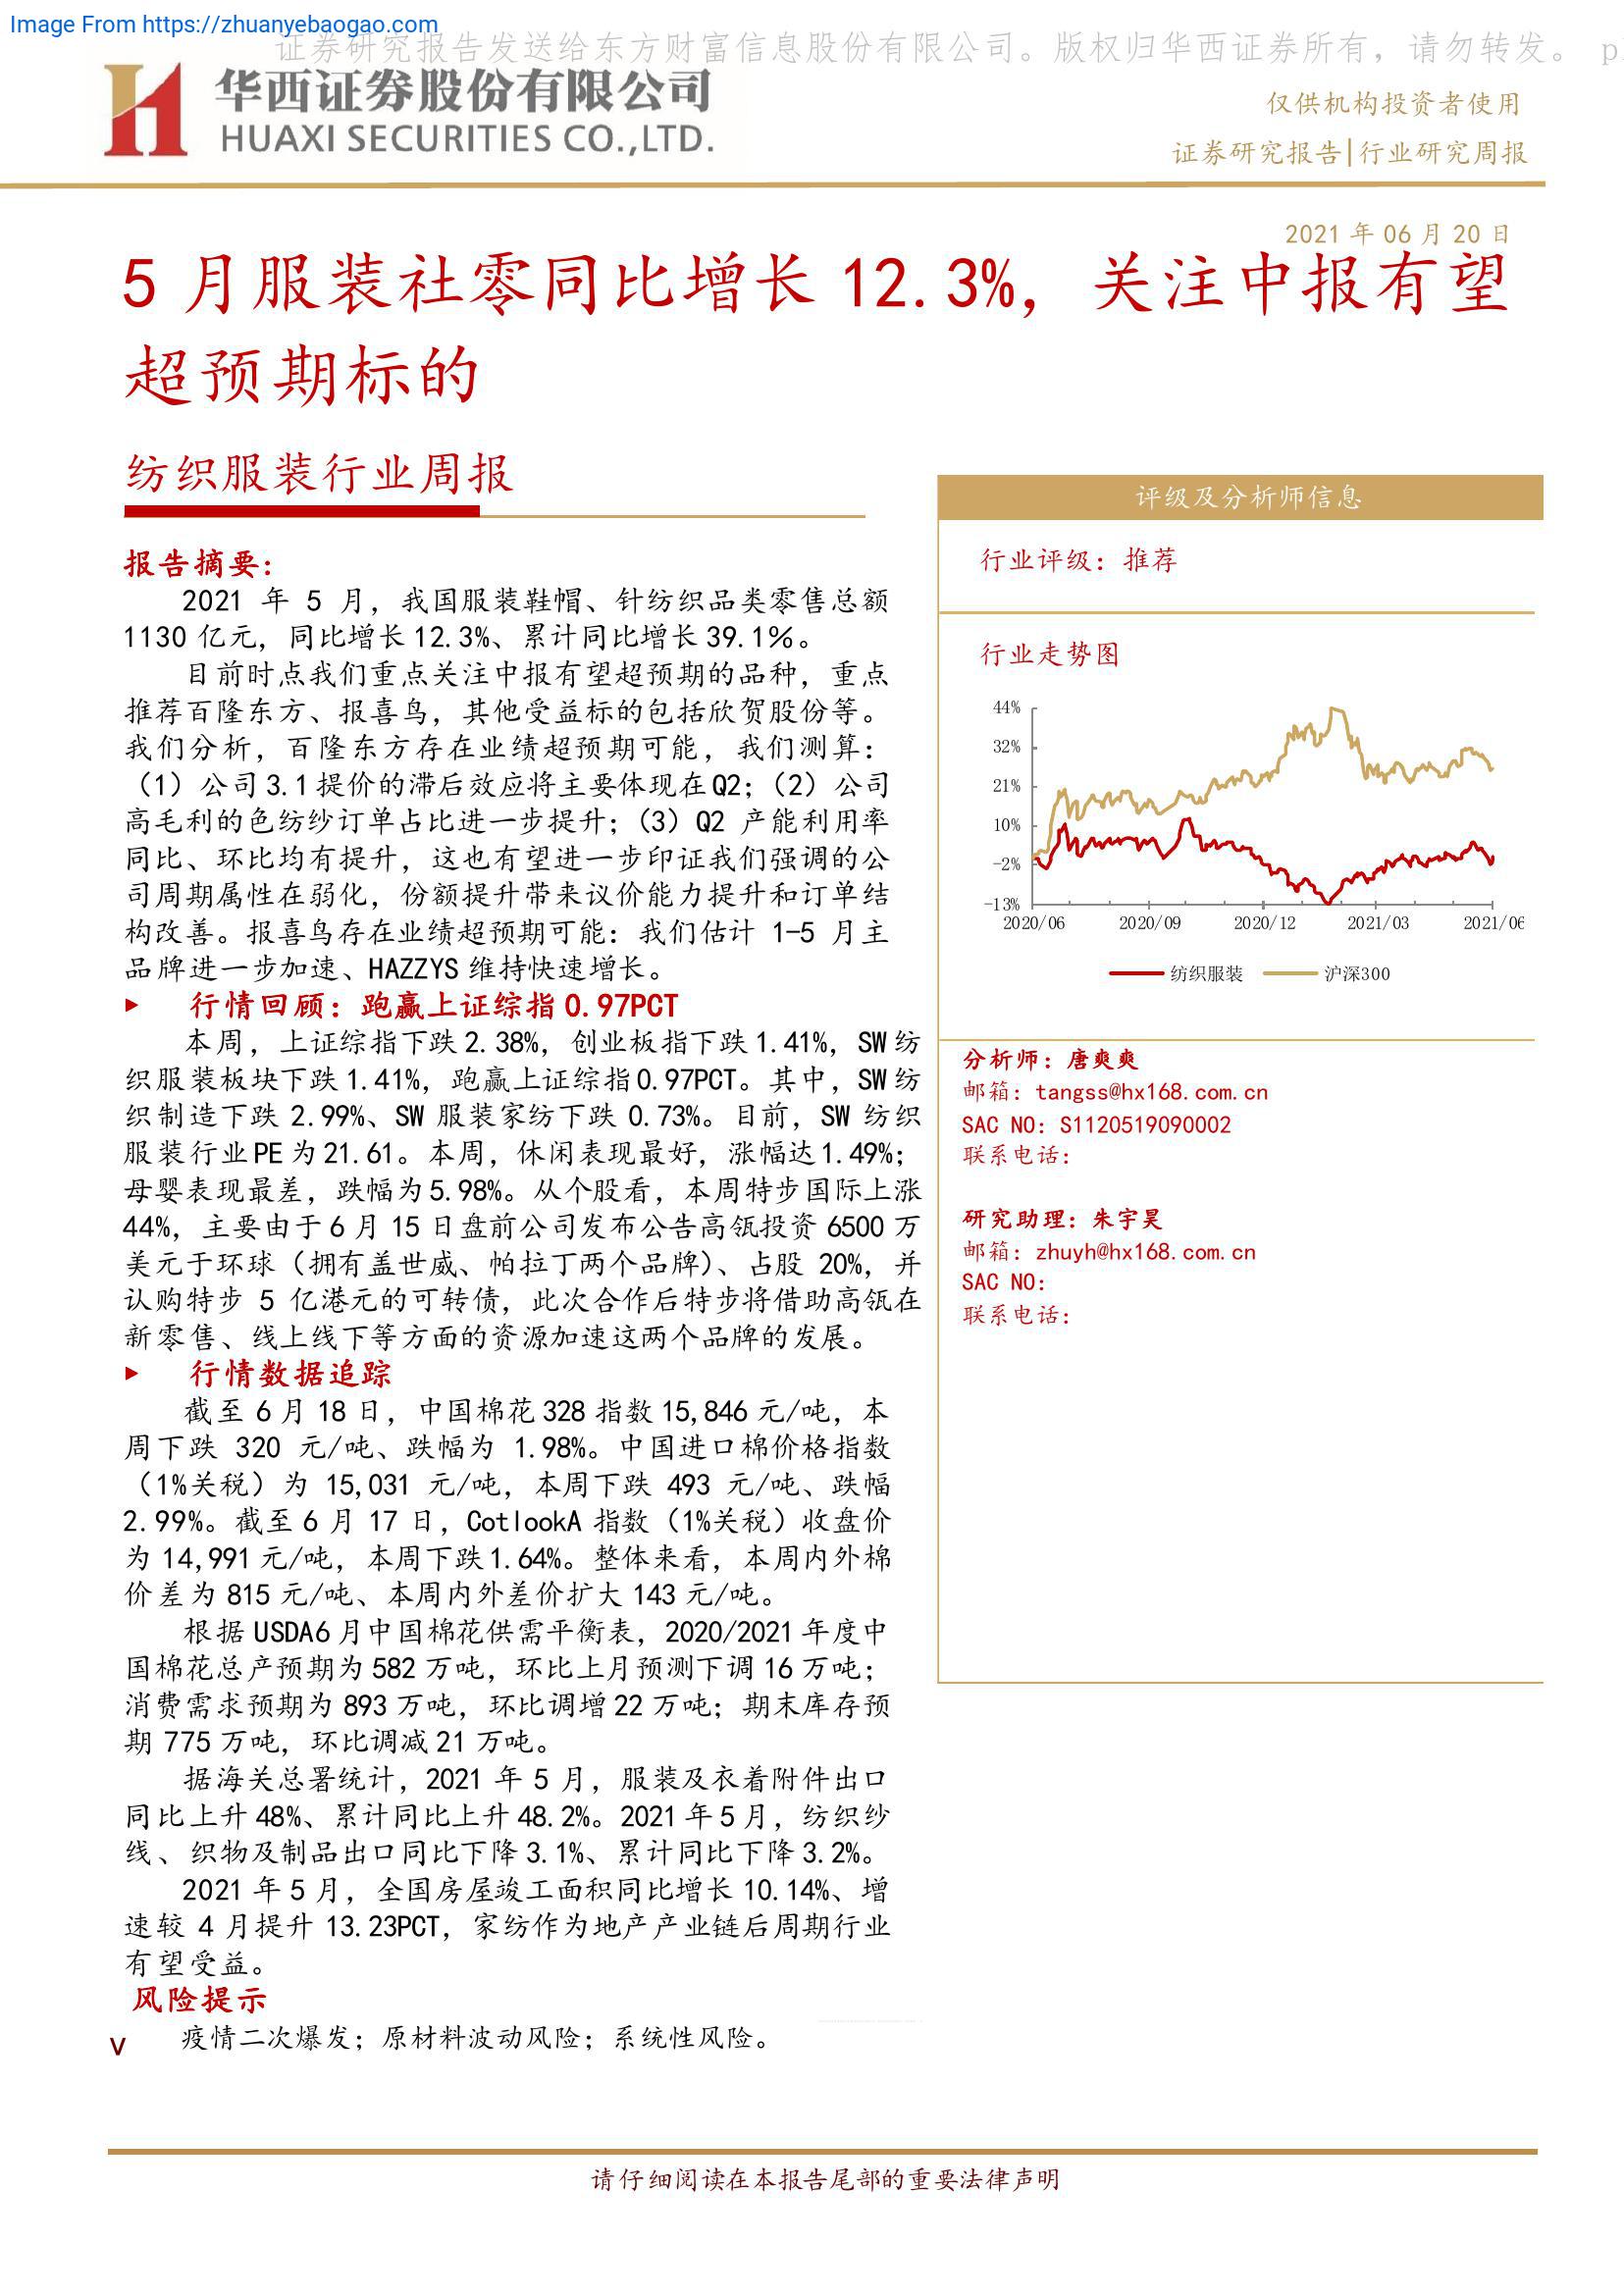 Image From https://zhuanyebaogao.com
证券研究报告发送给东方财富信息股份有限公司。版权归华西证券所有，请勿转发。 p
华西证券股份有限公司
HUAXI SECURITIES CO.,LTD.
仅供机构投资者使用
证券研究报告|行业研究周报
2021 年 06 月 20 日
5 月服装社零同比增长 12.3%，关注中报有望
超预期标的
纺织服装行业周报
报告摘要：
2021 年 5 月，我国服装鞋帽、针纺织品类零售总额
1130 亿元，同比增长 12.3%、累计同比增长 39.1%。
目前时点我们重点关注中报有望超预期的品种，重点
推荐百隆东方、报喜鸟，其他受益标的包括欣贺股份等。
我们分析，百隆东方存在业绩超预期可能，我们测算：
（1）公司 3.1 提价的滞后效应将主要体现在 Q2；（2）公司
高毛利的色纺纱订单占比进一步提升；（3）Q2 产能利用率
同比、环比均有提升，这也有望进一步印证我们强调的公
司周期属性在弱化，份额提升带来议价能力提升和订单结
构改善。报喜鸟存在业绩超预期可能：我们估计 1-5 月主
品牌进一步加速、HAZZYS 维持快速增长。
行情回顾：跑赢上证综指 0.97PCT
本周，上证综指下跌 2.38%，创业板指下跌 1.41%，SW 纺
织服装板块下跌 1.41%，跑赢上证综指 0.97PCT。其中，SW 纺
织制造下跌 2.99%、SW 服装家纺下跌 0.73%。目前，SW 纺织
服装行业 PE 为 21.61。本周，休闲表现最好，涨幅达 1.49%；
母婴表现最差，跌幅为 5.98%。从个股看，本周特步国际上涨
44%，主要由于 6 月 15 日盘前公司发布公告高瓴投资 6500 万
美元于环球（拥有盖世威、帕拉丁两个品牌）、占股 20%，并
认购特步 5 亿港元的可转债，此次合作后特步将借助高瓴在
新零售、线上线下等方面的资源加速这两个品牌的发展。
行情数据追踪
截至 6 月 18 日，中国棉花 328 指数 15,846 元/吨，本
周下跌 320 元/吨、跌幅为 1.98%。中国进口棉价格指数
（1%关税）为 15,031 元/吨，本周下跌 493 元/吨、跌幅
2.99%。截至 6 月 17 日，CotlookA 指数（1%关税）收盘价
为 14,991 元/吨，本周下跌 1.64%。整体来看，本周内外棉
价差为 815 元/吨、本周内外差价扩大 143 元/吨。
根据 USDA6 月中国棉花供需平衡表，2020/2021 年度中
国棉花总产预期为 582 万吨，环比上月预测下调 16 万吨；
消费需求预期为 893 万吨，环比调增 22 万吨；期末库存预
期 775 万吨，环比调减 21 万吨。
据海关总署统计，2021 年 5 月，服装及衣着附件出口
同比上升 48%、累计同比上升 48.2%。2021 年 5 月，纺织纱
线、织物及制品出口同比下降 3.1%、累计同比下降 3.2%。
2021 年 5 月，全国房屋竣工面积同比增长 10.14%、增
速较 4 月提升 13.23PCT，家纺作为地产产业链后周期行业
有望受益。
风险提示
疫情二次爆发；原材料波动风险；系统性风险。
V
评级及分析师信息
行业评级：推荐
行业走势图
44%
32%
21%
10%
-2%
-13%
2020/06 2020/09 2020/12 2021/03 2021/06
纺织服装 沪深300
分析师：唐爽爽
邮箱：tangss@hx168.com.cn
SAC NO：S1120519090002
联系电话：
研究助理：朱宇昊
邮箱：zhuyh@hx168.com.cn
SAC NO：
联系电话：
请仔细阅读在本报告尾部的重要法律声明